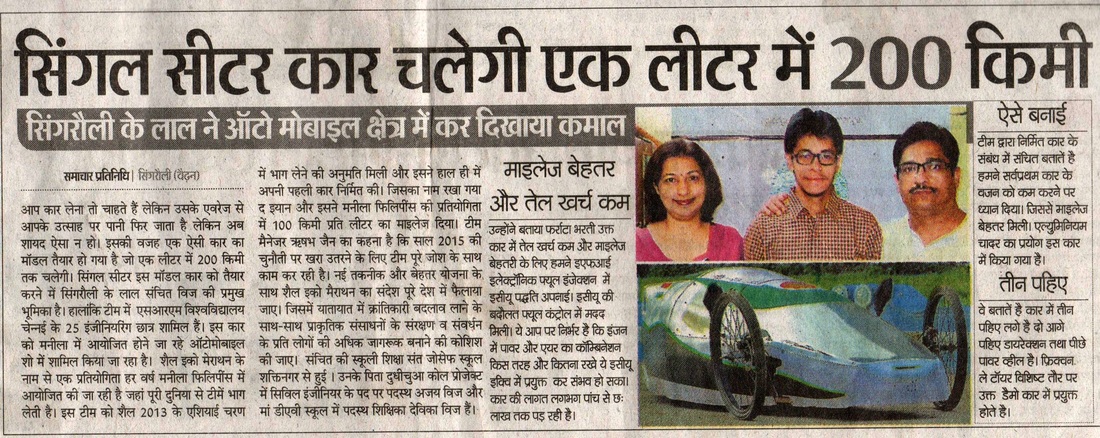 सिंगल सीटर कार चलेगी एक लीटर में 200 किमी
सिंगरौली के लाल ने ऑटो मोबाइल क्षेत्र में कर दिखाया कमाल
समाचार प्रतिनिधि | सिंगरौली (वैढ़न)
आप कार लेना तो चाहते हैं लेकिन उसके एवरेज से
आपके उत्साह पर पानी फिर जाता है लेकिन अब
शायद ऐसा न हो। इसकी वजह एक ऐसी कार का
मॉडल तैयार हो गया है जो एक लीटर में 200 किमी
तक चलेगी। सिंगल सीटर इस मॉडल कार को तैयार
करने में सिंगरौली के लाल संचित विज की प्रमुख
भूमिका है। हालांकि टीम में एसआरएम विश्वविद्यालय
चेन्नई के 25 इंजीनियरिंग छात्र शामिल हैं। इस कार
को मनीला में आयोजित होने जा रहे ऑटोमोबाइल
शो में शामिल किया जा रहा है। शैल इको मेराथन के
नाम से एक प्रतियोगिता हर वर्ष मनीला फिलिपींस में
आयोजित की जा रही है जहां पूरी दुनिया से टीमें भाग
लेती है। इस टीम को शैल 2013 के एशियाई चरण
में भाग लेने की अनुमति मिली और इसने हाल ही में
अपनी पहली कार निर्मित की। जिसका नाम रखा गया
द इयान और इसने मनीला फिलिपींस की प्रतियोगिता
में 100 किमी प्रति लीटर का माइलेज दिया। टीम
मैनेजर ऋषभ जैन का कहना है कि साल 2015 की
चुनौती पर खरा उतरने के लिए टीम पूरे जोश के साथ
काम कर रही है। नई तकनीक और बेहतर योजना के
साथ शैल इको मैराथन का संदेश पूरे देश में फैलाया
जाए। जिसमें यातायात में क्रांतिकारी बदलाव लाने के
साथ-साथ प्राकृतिक संसाधनों के संरक्षण व संवर्धन
के प्रति लोगों की अधिक जागरूक बनाने की कोशिश
की जाए। संचित की स्कूली शिक्षा संत जोसेफ स्कूल
शक्तिनगर से हुई । उनके पिता दुधीचुआ कोल प्रोजेक्ट
में सिविल इंजीनियर के पद पर पदस्थ अजय विज और
मां डीएवी स्कूल में पदस्थ शिक्षिका देविका विज हैं।
माइलेज बेहतर
और तेल खर्च कम
उन्होने बताया फर्राटा भरती उक्त
कार में तेल खर्च कम और माइलेज
बेहतरी के लिए हमने इएफआई
इलेक्ट्रॉनिक फ्यूल इंजेक्शन में
इसीयू पद्धति अपनाई। इसीयू की
बदौलत फ्यूल कंट्रोल में मदद
मिली। ये आप पर निर्भर है कि इंजन
में पावर और एयर का कॉम्बिनेशन
किस तरह और कितना रखे ये इसीयू
इक्वि में प्रयुक्त कर संभव हो सका।
कार की लागत लगभग पांच से छः
लाख तक पड़ रही है।
ऐसे बनाई
टीम द्वारा निर्मित कार के
संबंध में संचित बताते है
हमने सर्वप्रथम कार के
वजन को कम करने पर
ध्यान दिया। जिससे माइलेज
बेहतर मिली। एल्युमिनियम
चादर का प्रयोग इस कार
में किया गया है।
तीन पहिए
वे बताते हैं कार में तीन
पहिए लगे है दो आगे
पहिए डायरेक्शन तथा पीछे
पावर व्हील है। फ्रिक्वन.
ले टॉयर विशिष्ट तौर पर
उक्त डेमो कार में प्रयुक्त
होते है।